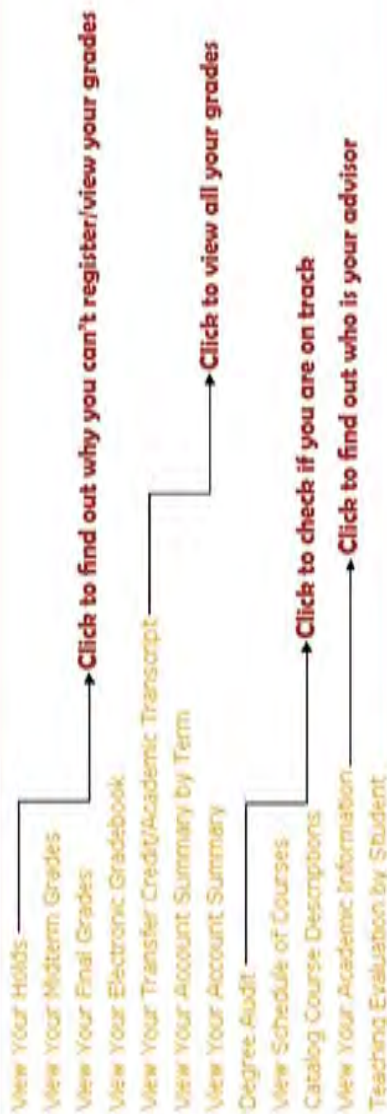 View Your Holds
Click to find out why you can't register/view your grades
View Your Midterm Grades
View Your Final Grades
View Your Electronic Gradebook
View Your Transfer Credit/Academic Transcript
Click to view all your grades
View Your Account Summary by Term
View Your Account Summary
Degree Audit
Click to check if you are on track
View Schedule of Courses
Catalog Course Descriptions
View Your Academic Information
Click to find out who is your advisor
Teaching Evaluation by Student